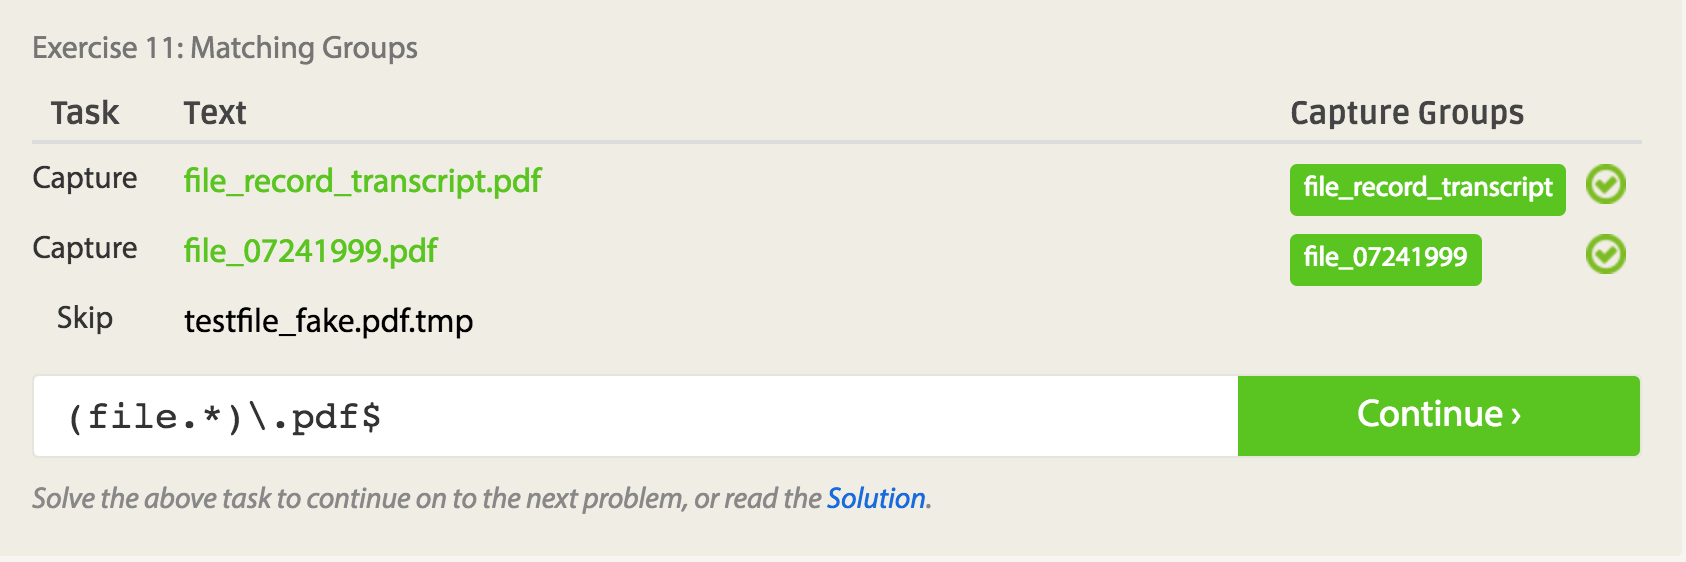 Exercise 11: Matching Groups
Task Text Capture Groups
Capture file_record_transcript.pdf file_record_transcript
Capture file_07241999.pdf file_07241999
Skip testfile_fake.pdf.tmp
(file.*)\.pdf$ Continue ›
Solve the above task to continue on to the next problem, or read the Solution.